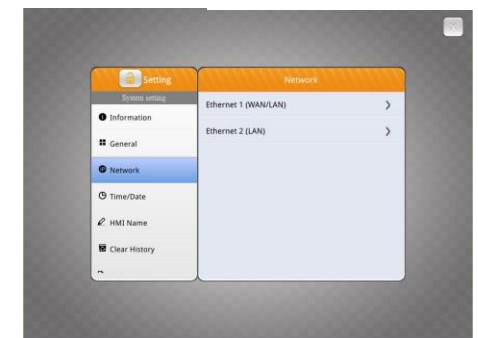 Setting
System setting
Information
General
Network
Time/Date
HMI Name
Clear History
Network
Ethernet 1 (WAN/LAN)
Ethernet 2 (LAN)